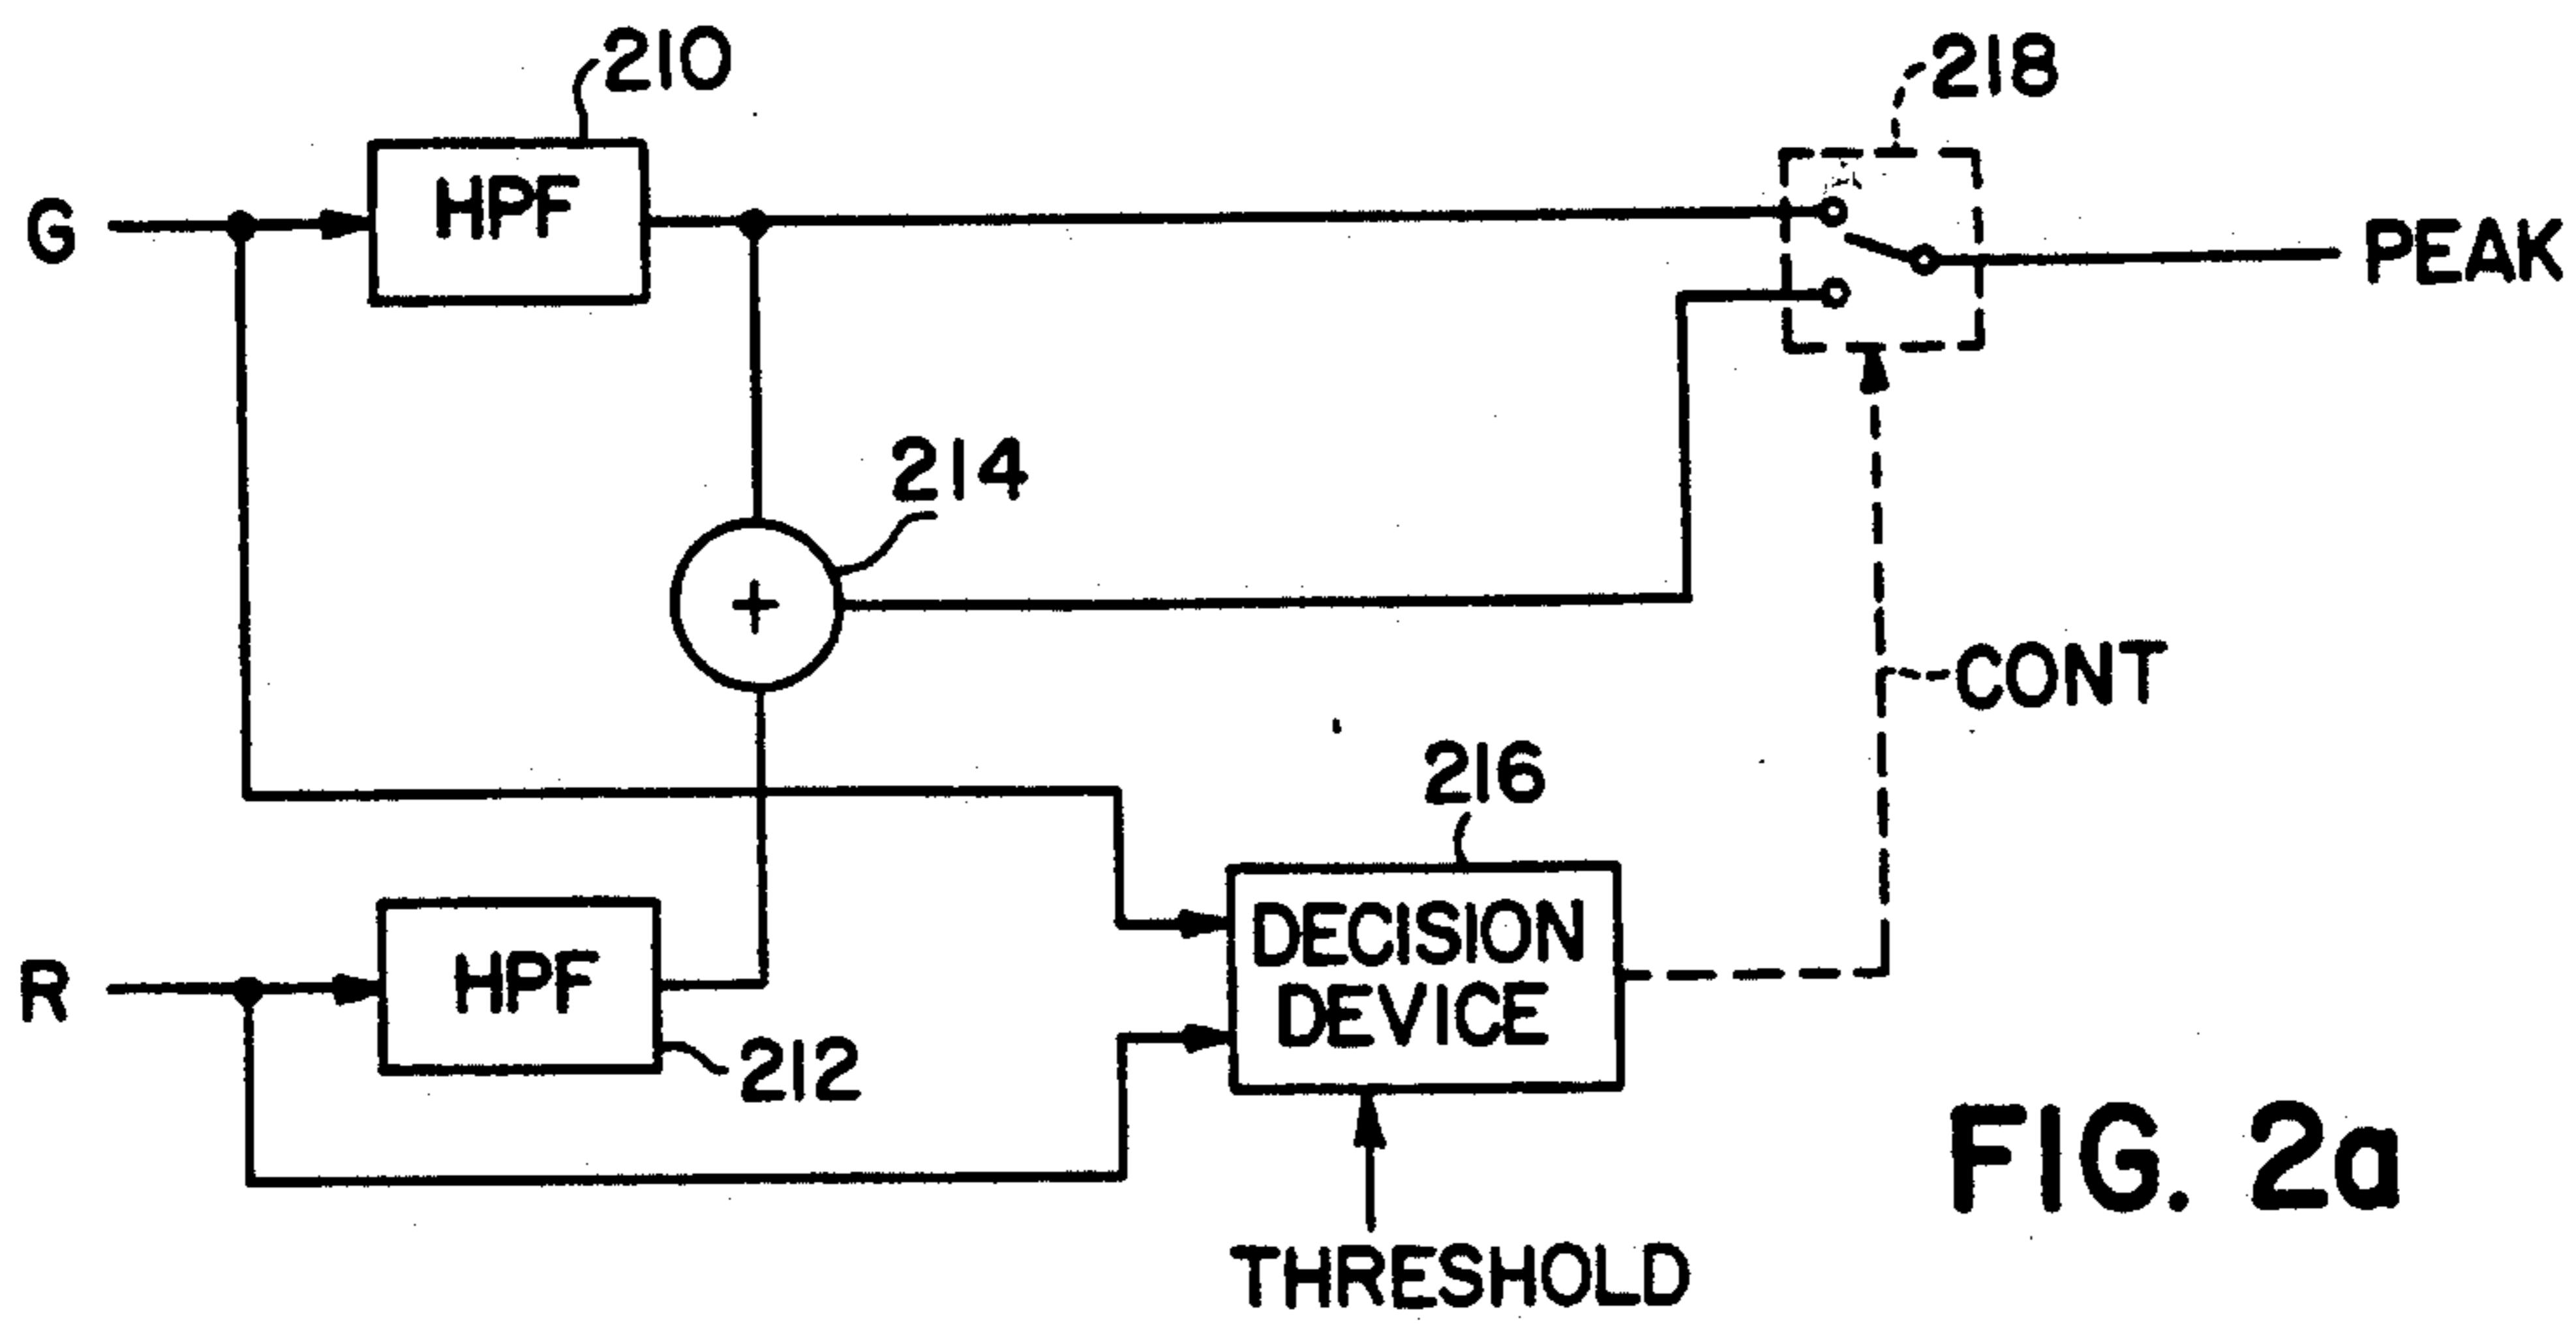 210
218
HPF
G
PEAK
214
+
CONT
216
DECISION
DEVICE
R
HPF
212
THRESHOLD
FIG. 2a